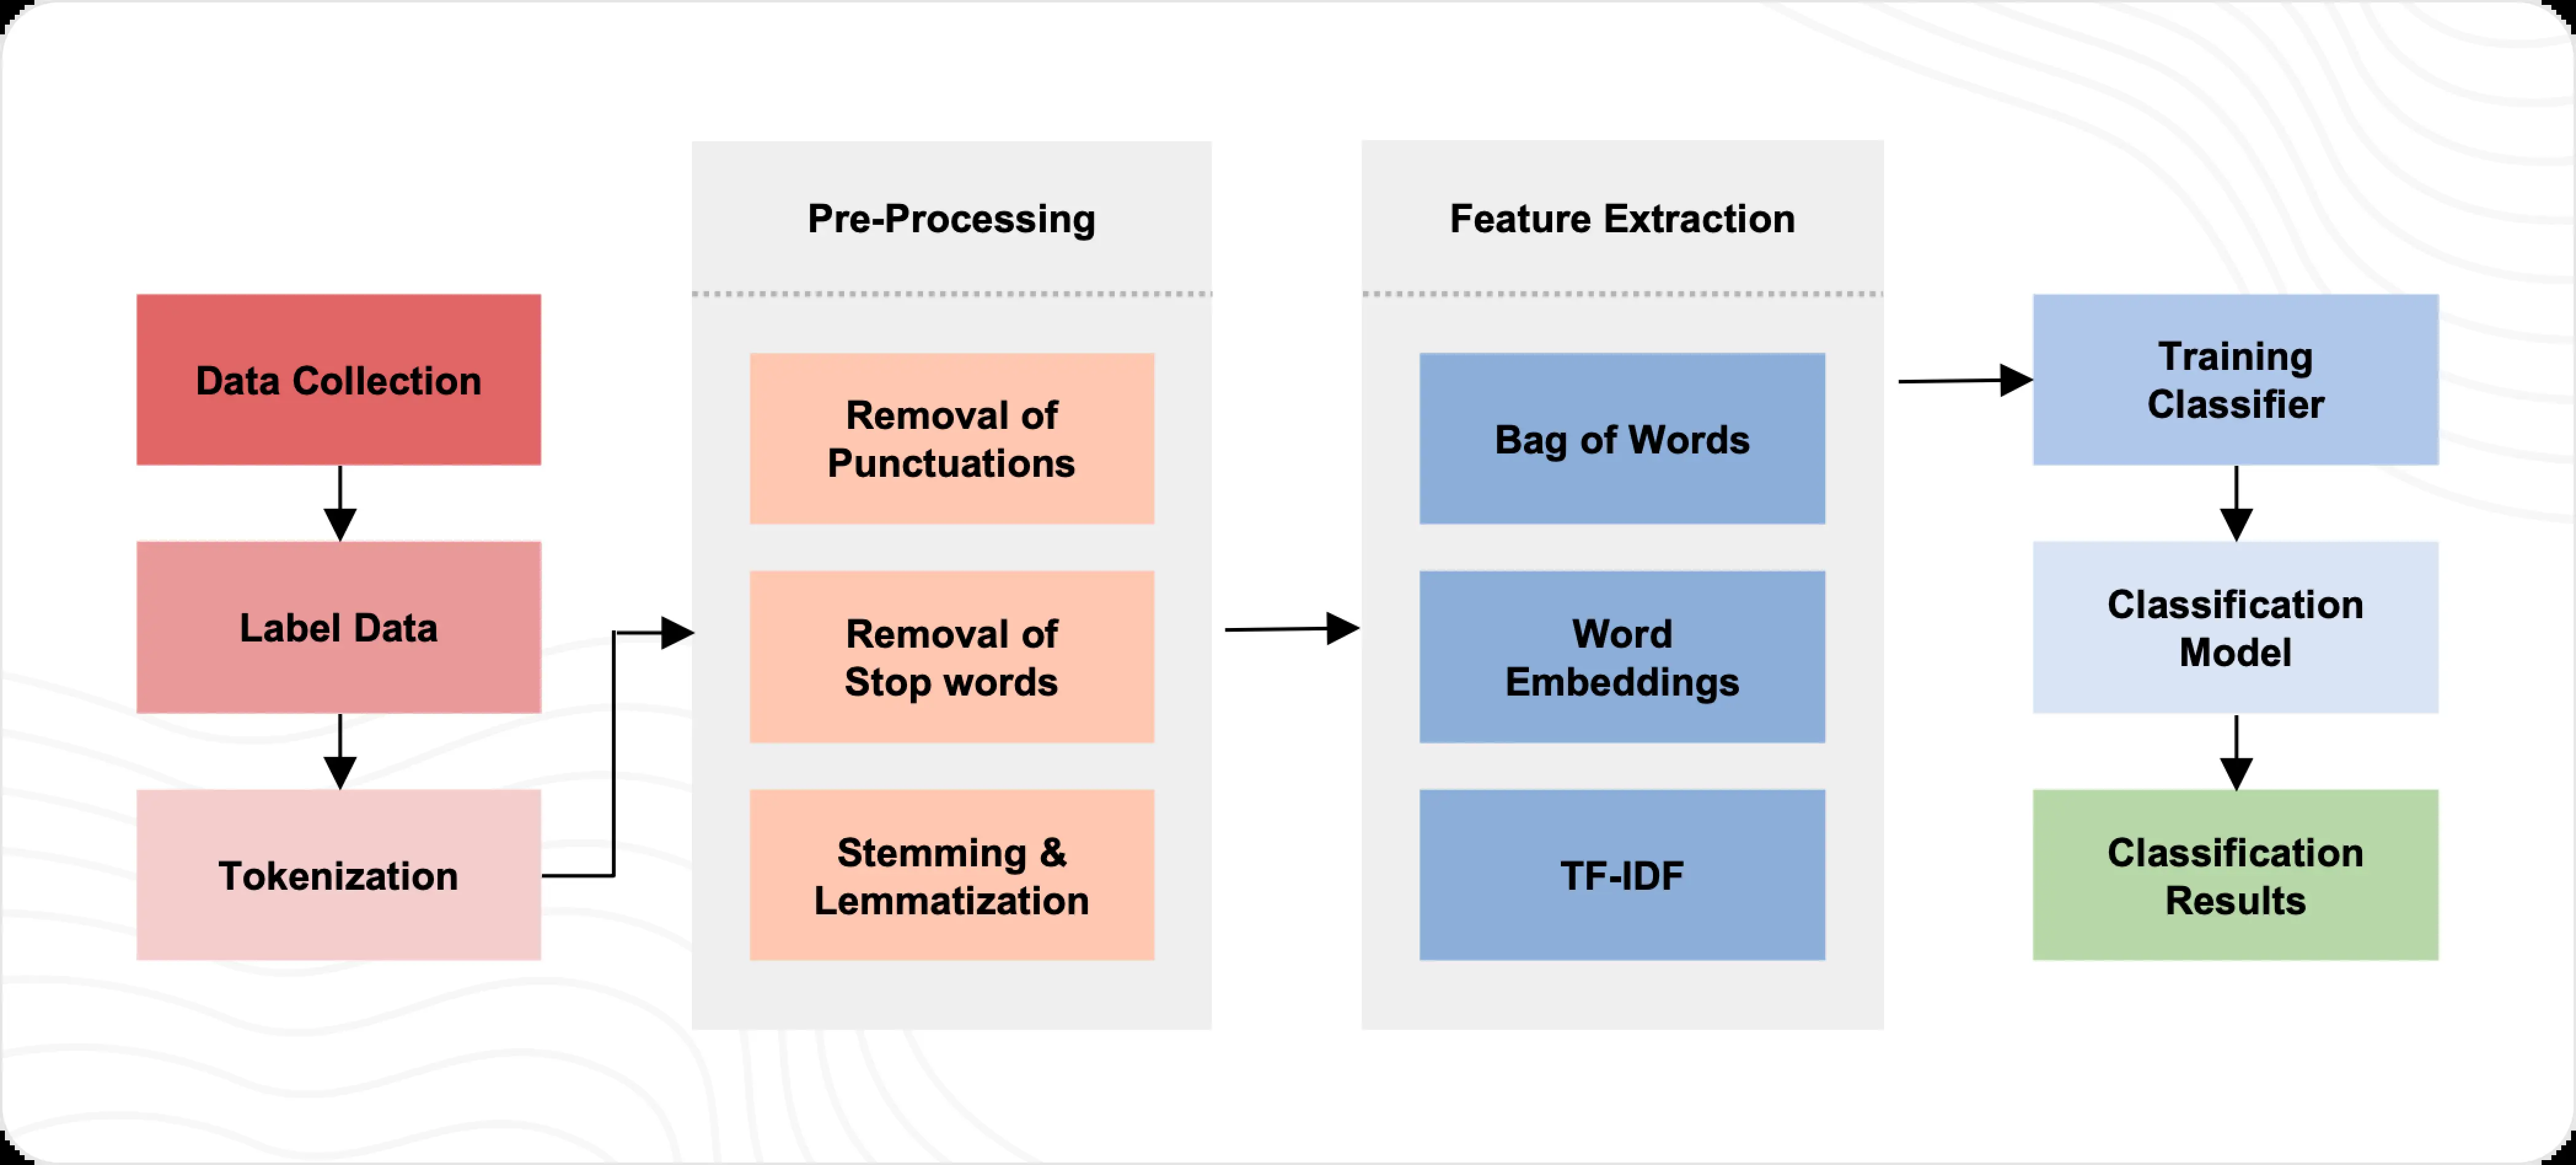 Data Collection
Label Data
Tokenization
Pre-Processing
Removal of
Punctuations
Removal of
Stop words
Stemming &
Lemmatization
Feature Extraction
Bag of Words
Word
Embeddings
TF-IDF
Training
Classifier
Classification
Model
Classification
Results